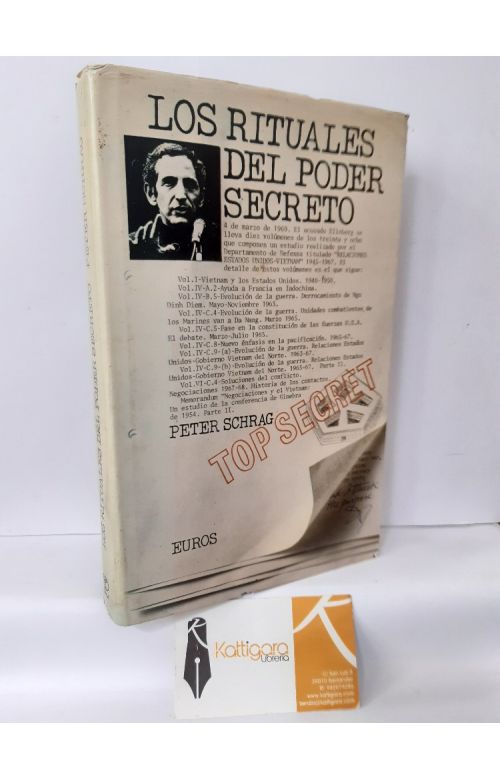 LOS RITUALES
DEL PODER
SECRETO
4 de marzo de 1969. El acusado Ellsberg se
lleva diez volúmenes de los treinta y ocho
que componen un estudio realizado por el
Departamento de Defensa titulado "RELACIONES
ESTADOS UNIDOS-VIETNAM" 1945-1967. El
detalle de estos volúmenes es el que sigue:
Vol.I-Vietnam y los Estados Unidos. 1940-1950.
Vol.IV-A.2-Ayuda a Francia en Indochina.
Vol.IV-B.5-Evolución de la guerra. Derrocamiento de Ngo
Dinh Diem. Mayo-Noviembre 1963.
Vol.IV-C.4-Evolución de la guerra. Unidades combatientes de
los Marines van a Da Nang. Marzo 1965.
Vol.IV-C.5-Fase en la constitución de las fuerzas U.S.A.
El debate. Marzo-Julio 1965.
Vol.IV-C.8-Nuevo énfasis en la pacificación. 1965-67.
Vol.IV-C.9-(a)-Evolución de la guerra. Relaciones Estados
Unidos-Gobierno Vietnam del Norte. 1963-67.
Vol.IV-C.9-(b)-Evolución de la guerra. Relaciones Estados
Unidos-Gobierno Vietnam del Norte. 1963-67, Parte II.
Vol.VI-C.4-Soluciones del conflicto.
Negociaciones 1967-68. Historia de los contactos
Memorandum "Negociaciones y el Vietnam:
Un estudio de la conferencia de Ginebra
de 1954. Parte II.
PETER SCHRAG
TOP SECRET
EUROS
Kattigara
Librería
39010 Santander
www.kattigara.com